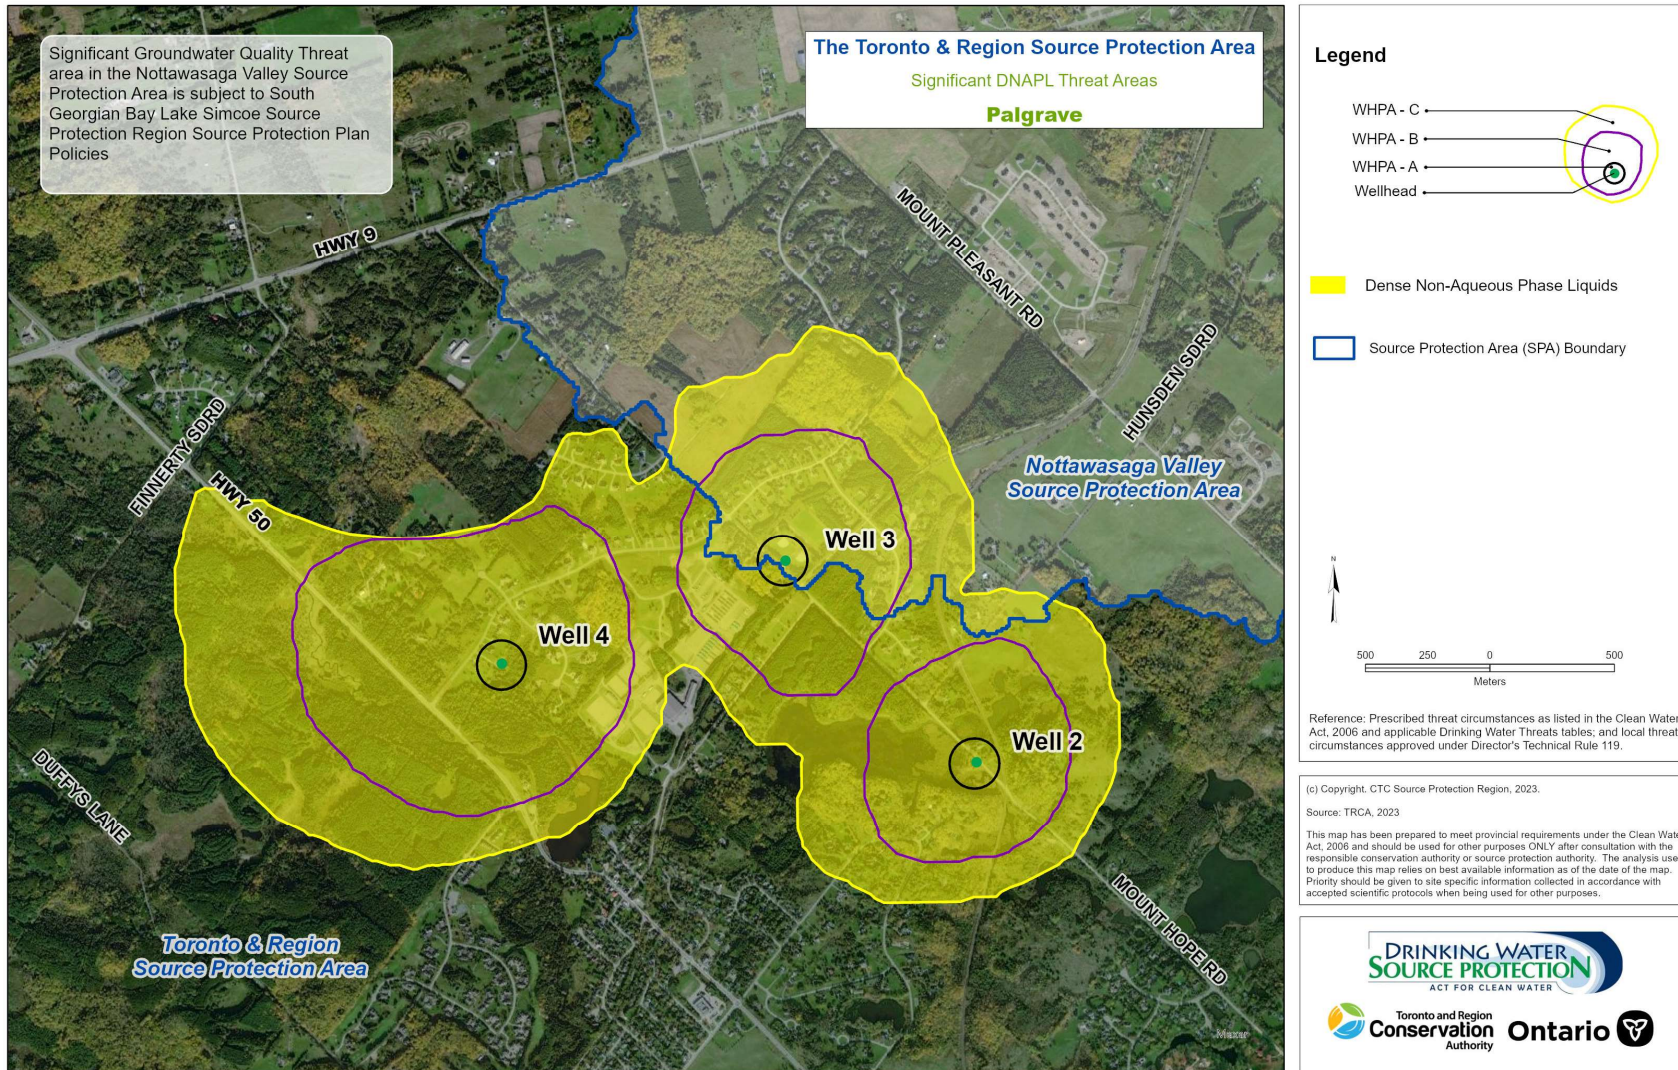 Significant Groundwater Quality Threat
area in the Nottawasaga Valley Source
Protection Area is subject to South
Georgian Bay Lake Simcoe Source
Protection Region Source Protection Plan
Policies
The Toronto & Region Source Protection Area
Significant DNAPL Threat Areas
Palgrave
HWY 9
MOUNT PLEASANT RD
HUNSDEN SDRD
FINNERTY SDRD
HWY 50
Nottawasaga Valley
Source Protection Area
Well 3
Well 4
Well 2
DUFFYS LANE
MOUNT HOPE RD
Toronto & Region
Source Protection Area
Maxar
Legend
WHPA - C
WHPA - B
WHPA - A
Wellhead
Dense Non-Aqueous Phase Liquids
Source Protection Area (SPA) Boundary
N
500 250 0 500
Meters
Reference: Prescribed threat circumstances as listed in the Clean Water
Act, 2006 and applicable Drinking Water Threats tables; and local threat
circumstances approved under Director's Technical Rule 119.
(c) Copyright. CTC Source Protection Region, 2023.
Source: TRCA, 2023
This map has been prepared to meet provincial requirements under the Clean Wate
Act, 2006 and should be used for other purposes ONLY after consultation with the
responsible conservation authority or source protection authority. The analysis use
to produce this map relies on best available information as of the date of the map.
Priority should be given to site specific information collected in accordance with
accepted scientific protocols when being used for other purposes.
DRINKING WATER
SOURCE PROTECTION
ACT FOR CLEAN WATER
Toronto and Region
Conservation
Authority
Ontario